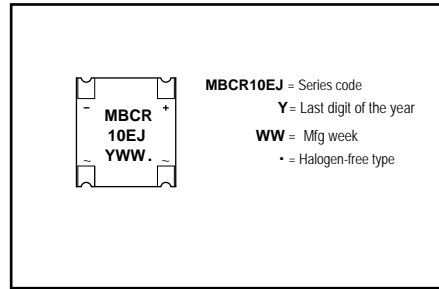 − +
MBCR
10EJ
~ YWW. ~
MBCR10EJ = Series code
Y = Last digit of the year
WW = Mfg week
▪ = Halogen-free type